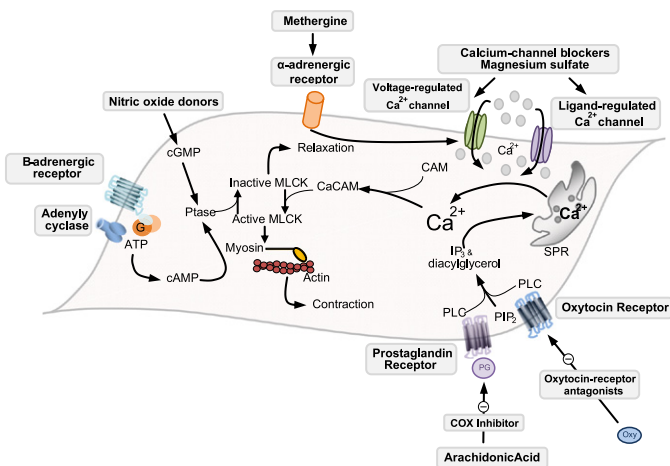 Methergine
α-adrenergic
receptor
Calcium-channel blockers
Magnesium sulfate
Voltage-regulated
Ca2+ channel
Ligand-regulated
Ca2+ channel
Ca2+
Nitric oxide donors
cGMP
Relaxation
B-adrenergic
receptor
Inactive MLCK
CaCAM
CAM
Adenylyl
cyclase
G
Ptase
Active MLCK
Ca2+
Ca2+
SPR
ATP
Myosin
IP3 &
diacylglycerol
cAMP
Actin
Contraction
PLC
PLC
PIP2
Oxytocin Receptor
Prostaglandin
Receptor
PG
Oxytocin-receptor
antagonists
COX Inhibitor
Oxy
ArachidonicAcid